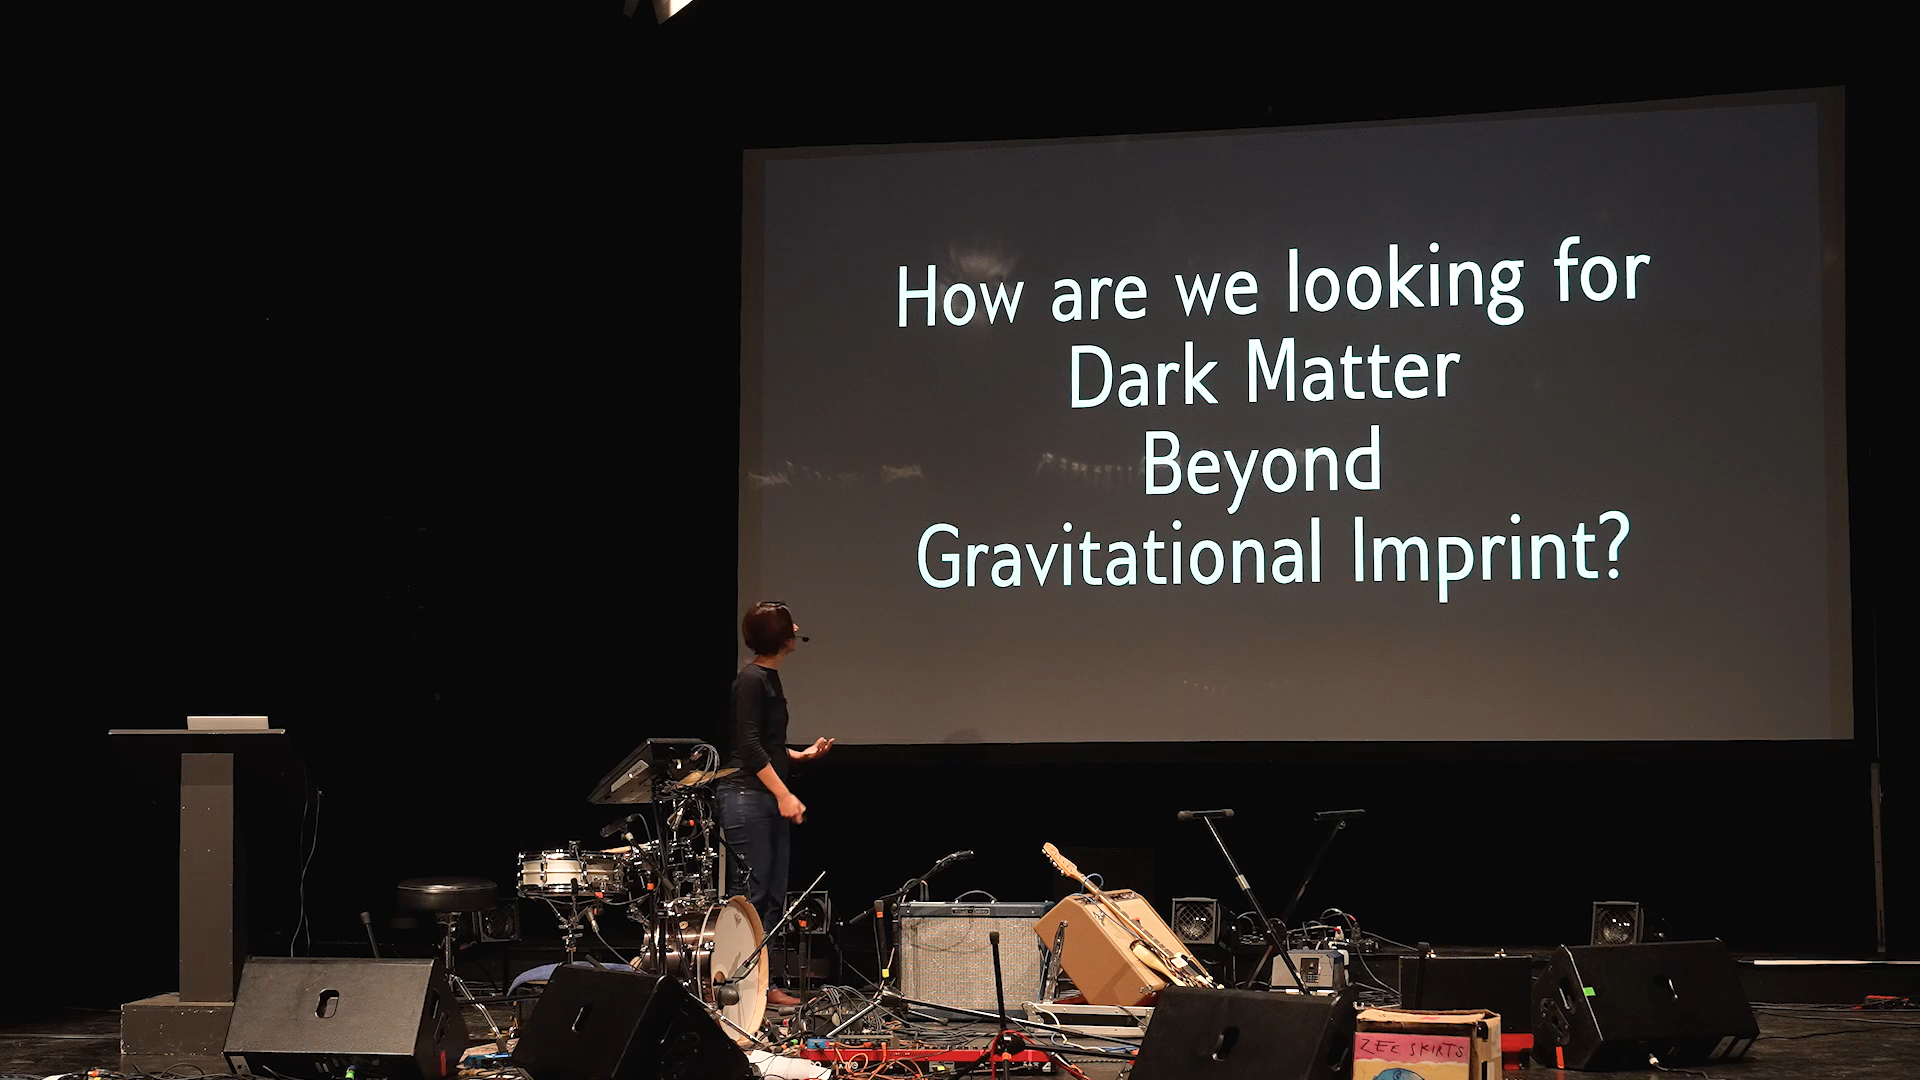 How are we looking for
Dark Matter
Beyond
Gravitational Imprint?
ZEE SKIRTS